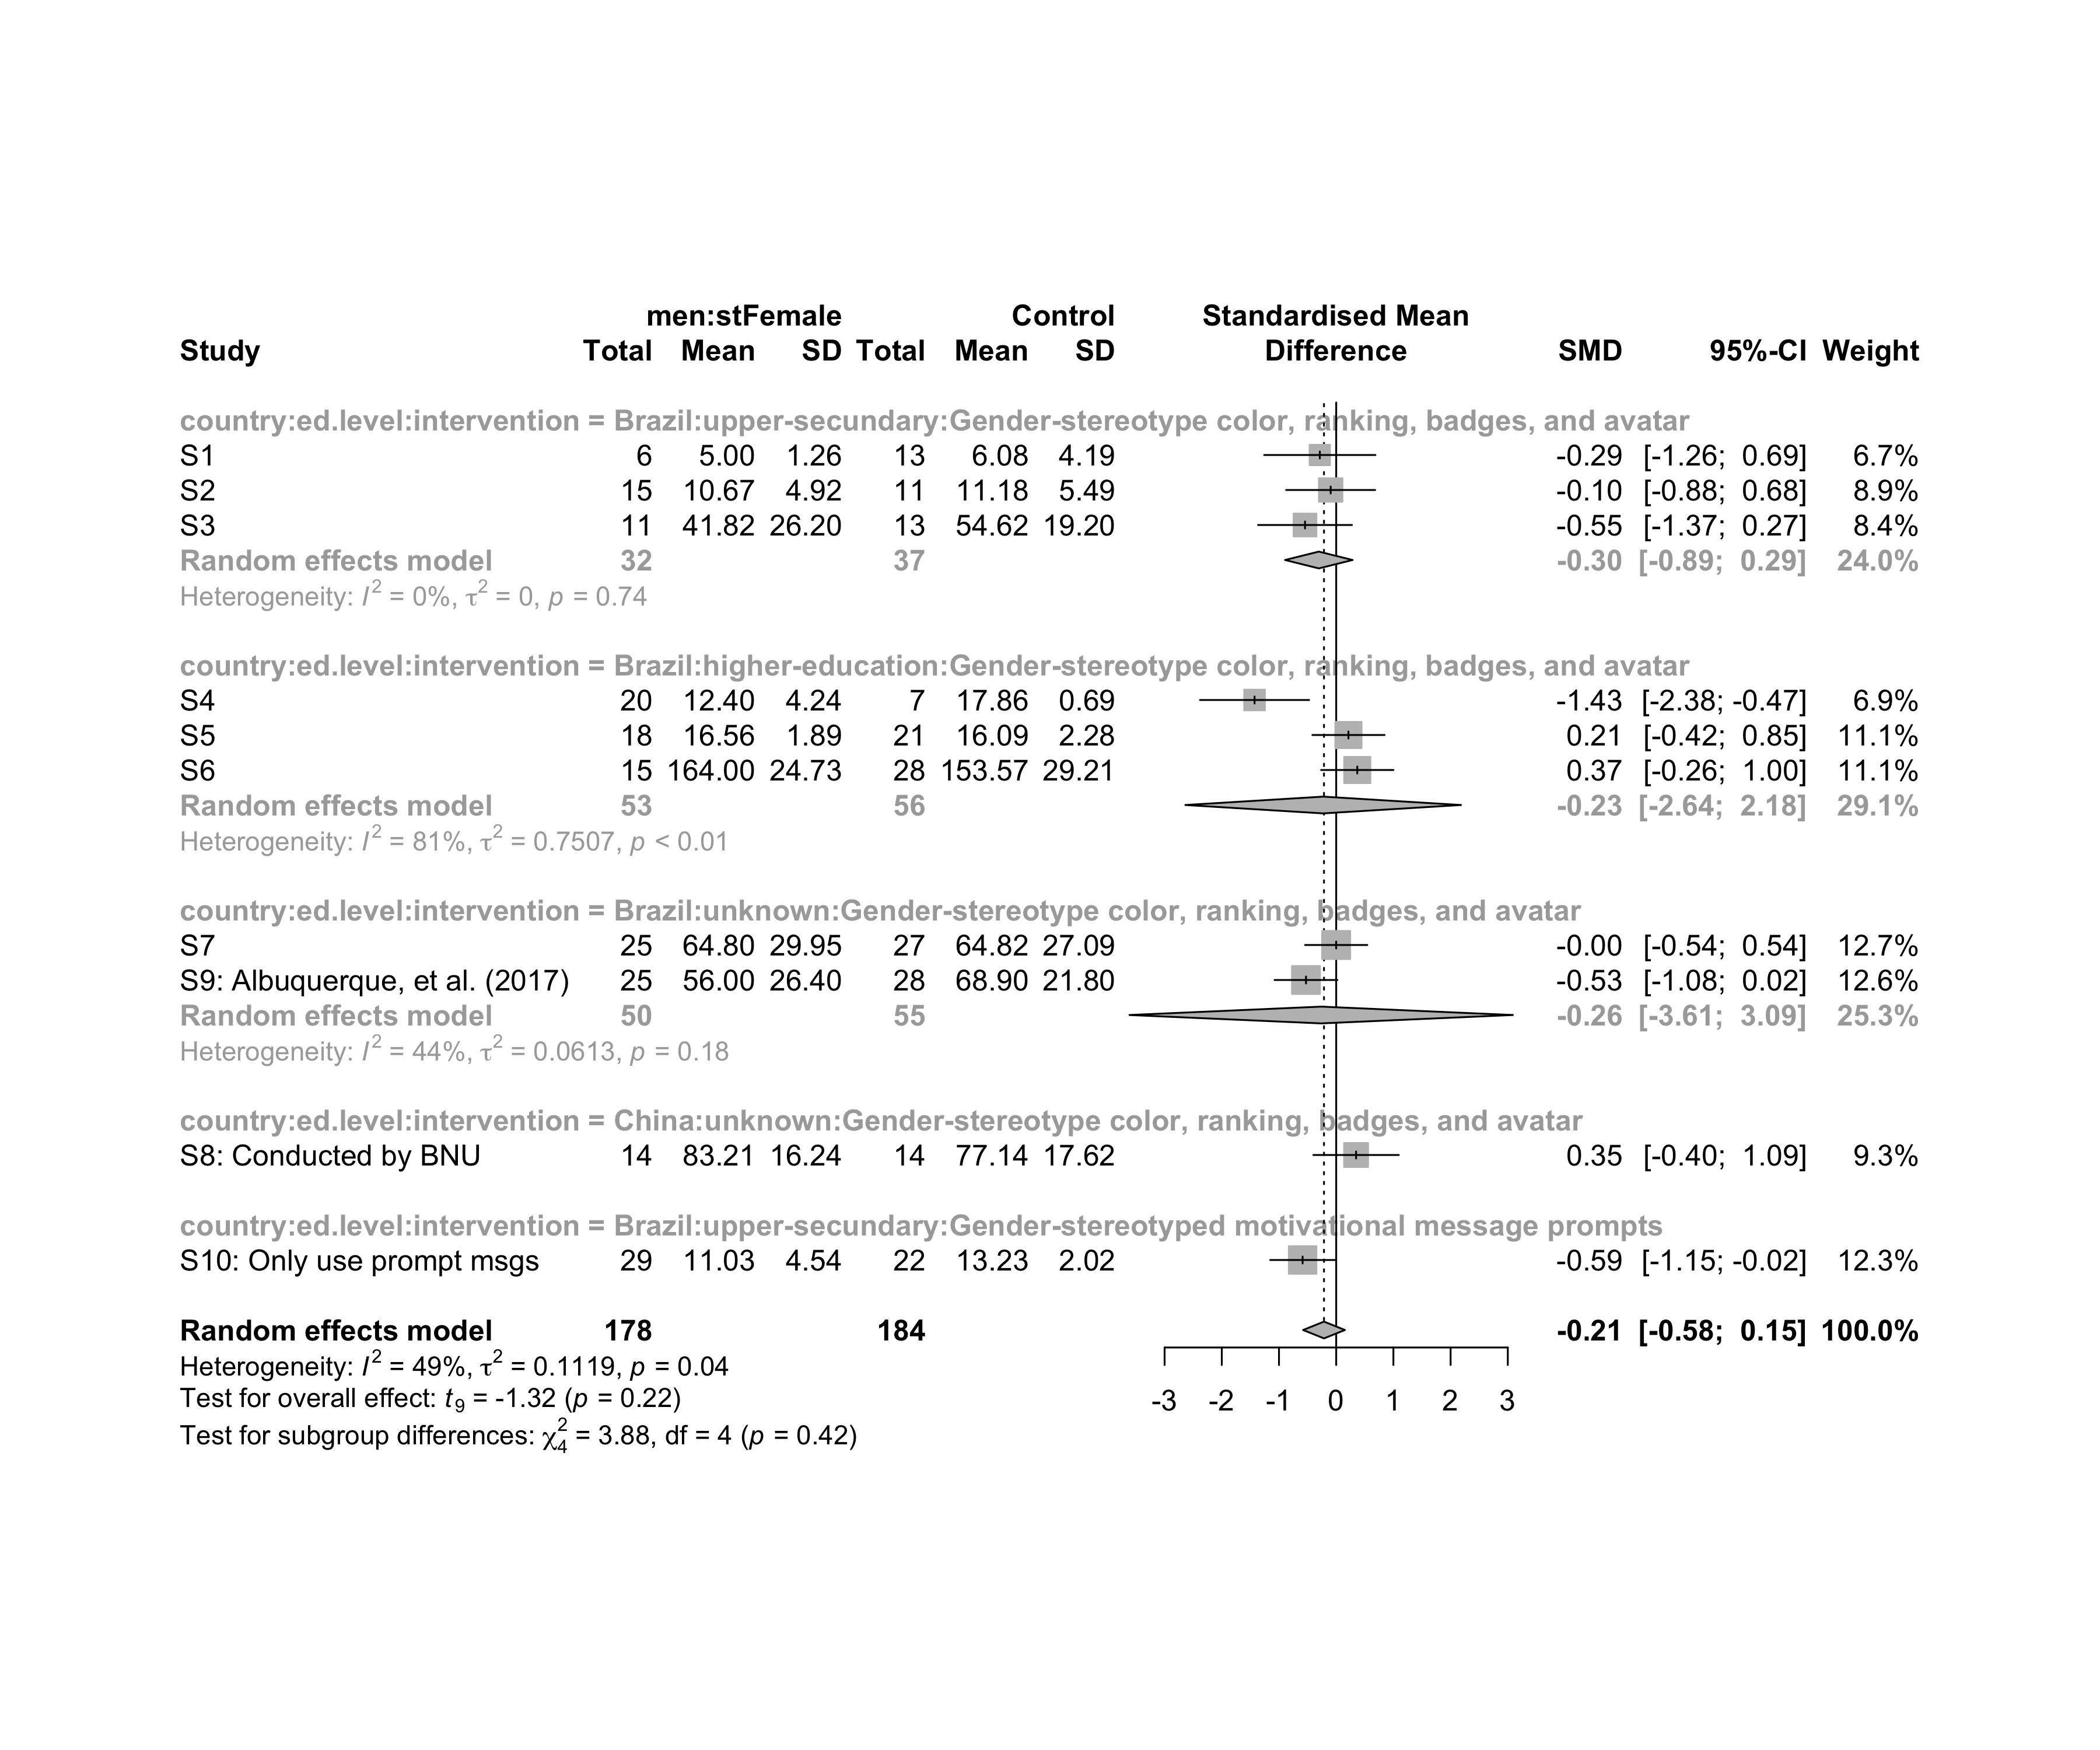 men:stFemale Control Standardised Mean
Study Total Mean SD Total Mean SD Difference SMD 95%-CI Weight
country:ed.level:intervention = Brazil:upper-secundary:Gender-stereotype color, ranking, badges, and avatar
S1 6 5.00 1.26 13 6.08 4.19 -0.29 [-1.26; 0.69] 6.7%
S2 15 10.67 4.92 11 11.18 5.49 -0.10 [-0.88; 0.68] 8.9%
S3 11 41.82 26.20 13 54.62 19.20 -0.55 [-1.37; 0.27] 8.4%
Random effects model 32 37 -0.30 [-0.89; 0.29] 24.0%
Heterogeneity: I² = 0%, τ² = 0, p = 0.74
country:ed.level:intervention = Brazil:higher-education:Gender-stereotype color, ranking, badges, and avatar
S4 20 12.40 4.24 7 17.86 0.69 -1.43 [-2.38; -0.47] 6.9%
S5 18 16.56 1.89 21 16.09 2.28 0.21 [-0.42; 0.85] 11.1%
S6 15 164.00 24.73 28 153.57 29.21 0.37 [-0.26; 1.00] 11.1%
Random effects model 53 56 -0.23 [-2.64; 2.18] 29.1%
Heterogeneity: I² = 81%, τ² = 0.7507, p < 0.01
country:ed.level:intervention = Brazil:unknown:Gender-stereotype color, ranking, badges, and avatar
S7 25 64.80 29.95 27 64.82 27.09 -0.00 [-0.54; 0.54] 12.7%
S9: Albuquerque, et al. (2017) 25 56.00 26.40 28 68.90 21.80 -0.53 [-1.08; 0.02] 12.6%
Random effects model 50 55 -0.26 [-3.61; 3.09] 25.3%
Heterogeneity: I² = 44%, τ² = 0.0613, p = 0.18
country:ed.level:intervention = China:unknown:Gender-stereotype color, ranking, badges, and avatar
S8: Conducted by BNU 14 83.21 16.24 14 77.14 17.62 0.35 [-0.40; 1.09] 9.3%
country:ed.level:intervention = Brazil:upper-secundary:Gender-stereotyped motivational message prompts
S10: Only use prompt msgs 29 11.03 4.54 22 13.23 2.02 -0.59 [-1.15; -0.02] 12.3%
Random effects model 178 184 -0.21 [-0.58; 0.15] 100.0%
Heterogeneity: I² = 49%, τ² = 0.1119, p = 0.04
Test for overall effect: t₉ = -1.32 (p = 0.22)
-3 -2 -1 0 1 2 3
Test for subgroup differences: χ²₄ = 3.88, df = 4 (p = 0.42)